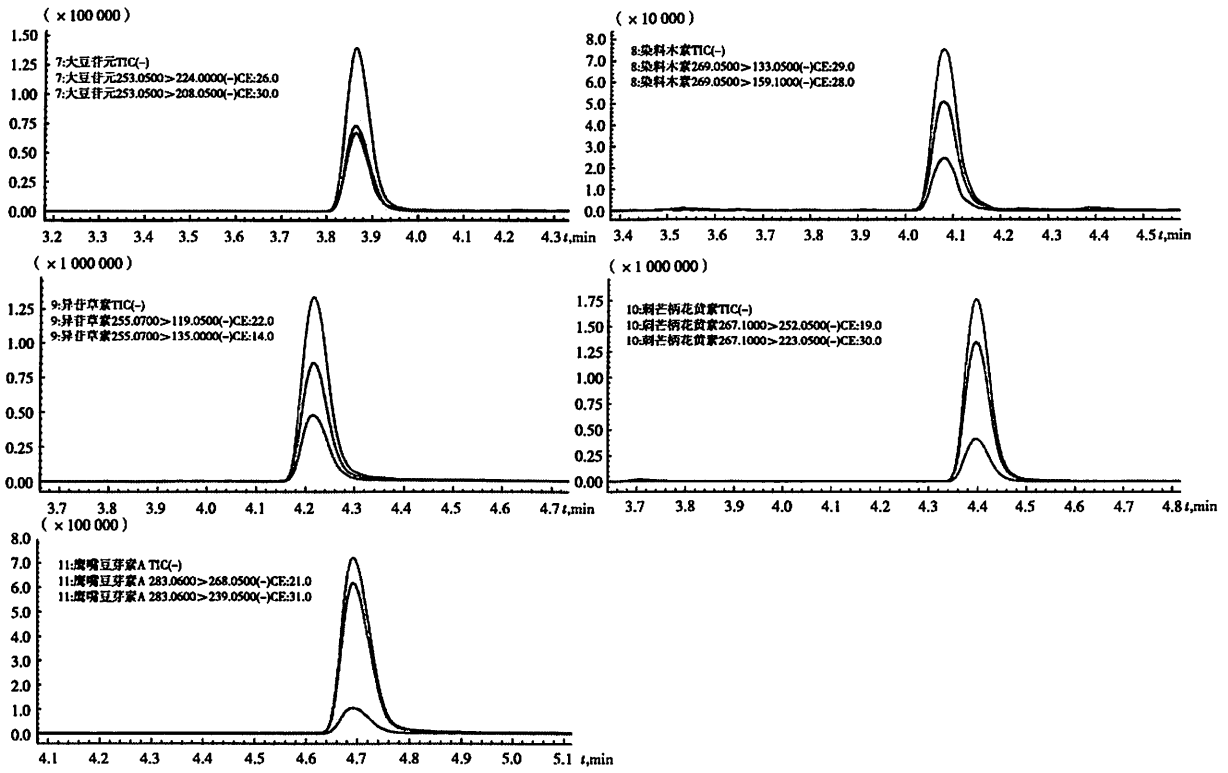 （×100 000）
1.50
1.25
1.00
0.75
0.50
0.25
0.00
7:大豆苷元TIC(−)
7:大豆苷元253.0500＞224.0000(−)CE:26.0
7:大豆苷元253.0500＞208.0500(−)CE:30.0
3.2 3.3 3.4 3.5 3.6 3.7 3.8 3.9 4.0 4.1 4.2 4.3 t,min
（×10 000）
8.0
7.0
5.0
4.0
3.0
2.0
1.0
0.0
8:染料木素TIC(−)
8:染料木素269.0500＞133.0500(−)CE:29.0
8:染料木素269.0500＞159.1000(−)CE:28.0
3.4 3.5 3.6 3.7 3.8 3.9 4.0 4.1 4.2 4.3 4.4 4.5 t,min
（×1 000 000）
1.25
1.00
0.75
0.50
0.25
0.00
9:异甘草素TIC(−)
9:异甘草素255.0700＞119.0500(−)CE:22.0
9:异甘草素255.0700＞135.0000(−)CE:14.0
3.7 3.8 3.9 4.0 4.1 4.2 4.3 4.4 4.5 4.6 4.7 t,min
（×1 000 000）
1.75
1.50
1.25
1.00
0.75
0.50
0.25
0.00
10:刺芒柄花黄素TIC(−)
10:刺芒柄花黄素267.1000＞252.0500(−)CE:19.0
10:刺芒柄花黄素267.1000＞223.0500(−)CE:30.0
3.7 3.8 3.9 4.0 4.1 4.2 4.3 4.4 4.5 4.6 4.7 4.8 t,min
（×100 000）
8.0
7.0
6.0
5.0
4.0
3.0
2.0
1.0
0.0
11:鹰嘴豆芽素A TIC(−)
11:鹰嘴豆芽素A 283.0600＞268.0500(−)CE:21.0
11:鹰嘴豆芽素A 283.0600＞239.0500(−)CE:31.0
4.1 4.2 4.3 4.4 4.5 4.6 4.7 4.8 4.9 5.0 5.1 t,min